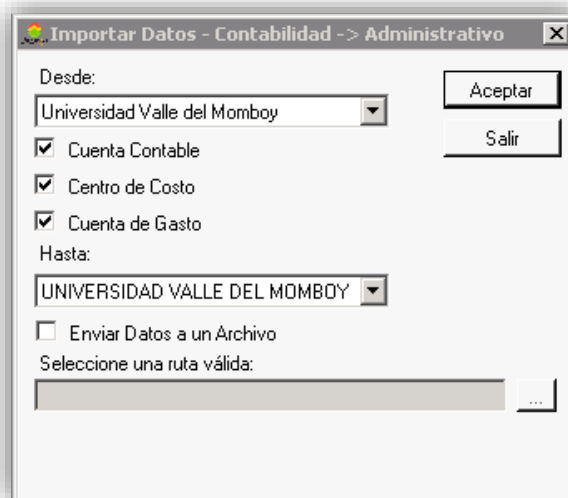 Importar Datos - Contabilidad -> Administrativo
Desde:
Aceptar
Universidad Valle del Momboy
Cuenta Contable
Salir
Centro de Costo
Cuenta de Gasto
Hasta:
UNIVERSIDAD VALLE DEL MOMBOY
Enviar Datos a un Archivo
Seleccione una ruta válida:
...